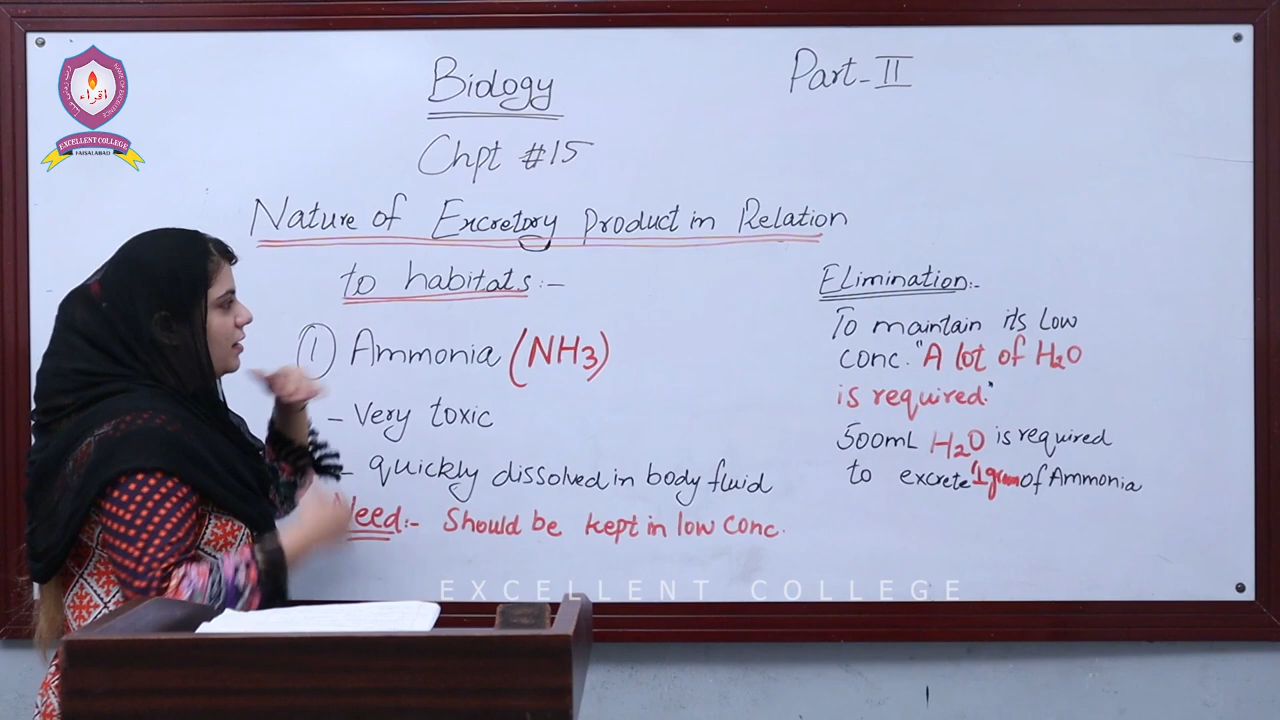 Biology
Part-II
Chpt #15
Nature of Excretory Product in Relation
to habitats:-
① Ammonia (NH3)
- Very toxic
- quickly dissolved in body fluid
Need:- Should be kept in low conc.
Elimination:-
To maintain its Low
conc. "A lot of H₂O
is required."
500mL H₂O is required
to excrete "1gram of Ammonia
اقراء
EXCELLENT COLLEGE
FAISALABAD
EXCELLENT COLLEGE